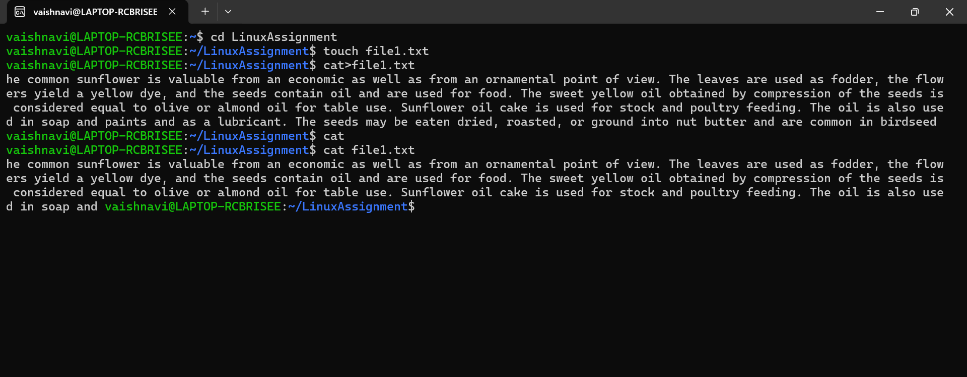 vaishnavi@LAPTOP-RCBRISEE
vaishnavi@LAPTOP-RCBRISEE:~$ cd LinuxAssignment
vaishnavi@LAPTOP-RCBRISEE:~/LinuxAssignment$ touch file1.txt
vaishnavi@LAPTOP-RCBRISEE:~/LinuxAssignment$ cat>file1.txt
he common sunflower is valuable from an economic as well as from an ornamental point of view. The leaves are used as fodder, the flow
ers yield a yellow dye, and the seeds contain oil and are used for food. The sweet yellow oil obtained by compression of the seeds is
 considered equal to olive or almond oil for table use. Sunflower oil cake is used for stock and poultry feeding. The oil is also use
d in soap and paints and as a lubricant. The seeds may be eaten dried, roasted, or ground into nut butter and are common in birdseed
vaishnavi@LAPTOP-RCBRISEE:~/LinuxAssignment$ cat
vaishnavi@LAPTOP-RCBRISEE:~/LinuxAssignment$ cat file1.txt
he common sunflower is valuable from an economic as well as from an ornamental point of view. The leaves are used as fodder, the flow
ers yield a yellow dye, and the seeds contain oil and are used for food. The sweet yellow oil obtained by compression of the seeds is
 considered equal to olive or almond oil for table use. Sunflower oil cake is used for stock and poultry feeding. The oil is also use
d in soap and vaishnavi@LAPTOP-RCBRISEE:~/LinuxAssignment$